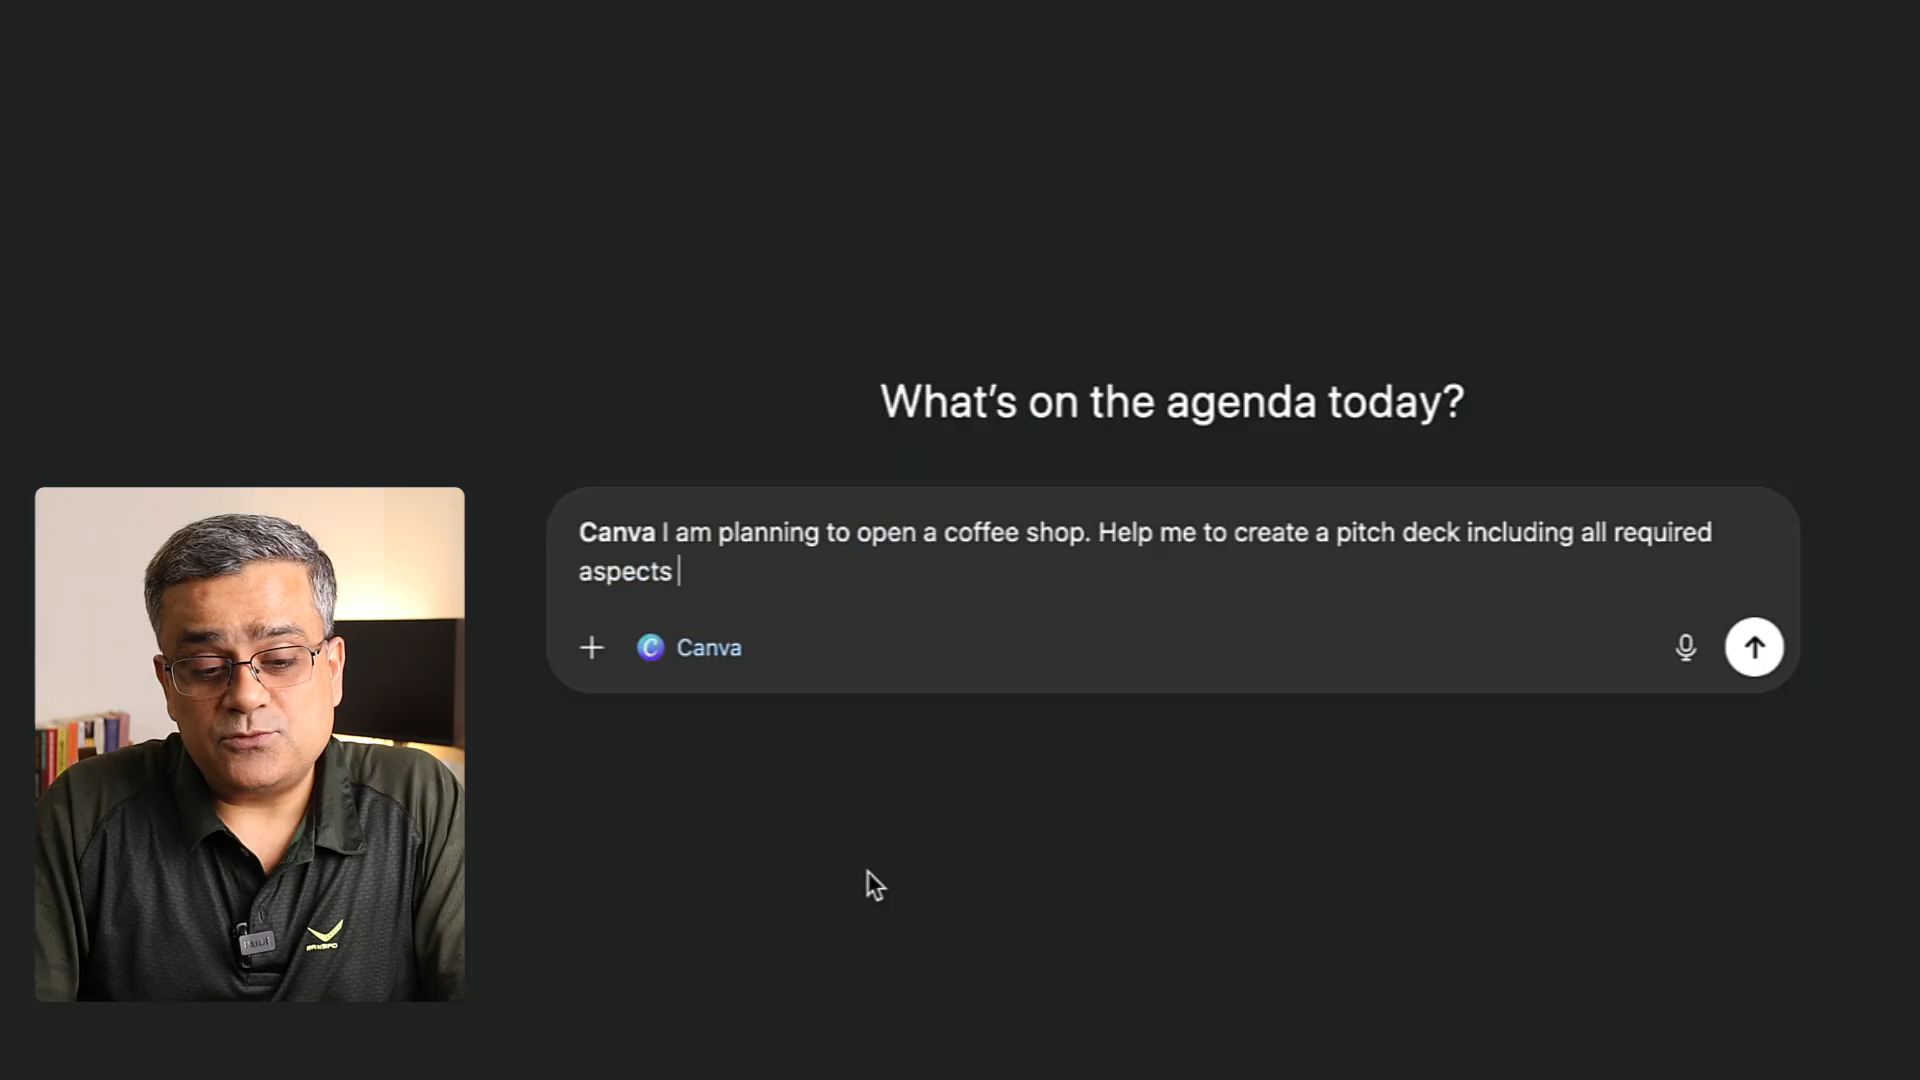 What's on the agenda today?
Canva I am planning to open a coffee shop. Help me to create a pitch deck including all required
aspects
Canva
RODE